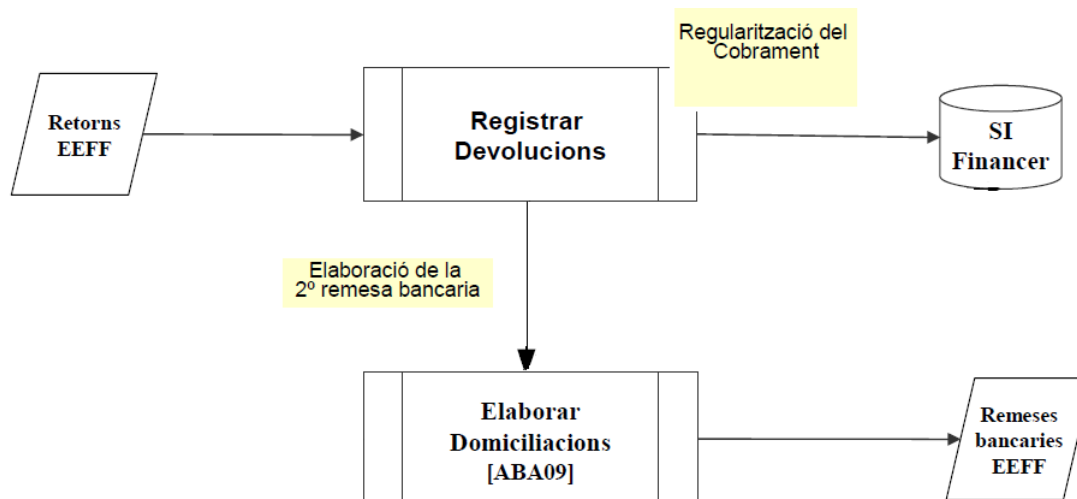 Regularització del
Cobrament
Retorns
EEFF
Registrar
Devolucions
SI
Financer
Elaboració de la
2º remesa bancaria
Elaborar
Domiciliacions
[ABA09]
Remeses
bancaries
EEFF